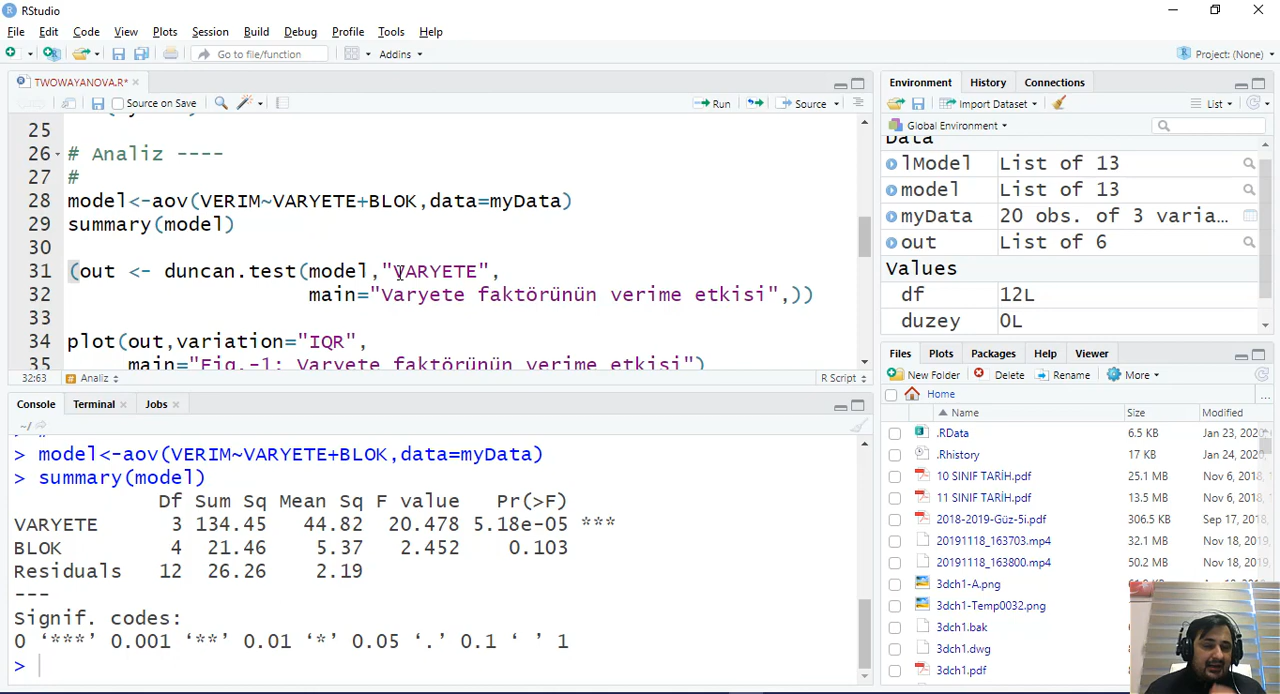 RStudio
File Edit Code View Plots Session Build Debug Profile Tools Help
Go to file/function Addins Project: (None)
TWOWAYANOVA.R*
Source on Save Run Source
25
26 # Analiz ----
27 #
28 model<-aov(VERIM~VARYETE+BLOK,data=myData)
29 summary(model)
30
31 (out <- duncan.test(model,"VARYETE",
32 main="Varyete faktörünün verime etkisi",))
33
34 plot(out,variation="IQR",
35 main="Fig.-1: Varyete faktörünün verime etkisi")
32:63 Analiz R Script
Console Terminal Jobs
~/
> model<-aov(VERIM~VARYETE+BLOK,data=myData)
> summary(model)
Df Sum Sq Mean Sq F value Pr(>F)
VARYETE 3 134.45 44.82 20.478 5.18e-05 ***
BLOK 4 21.46 5.37 2.452 0.103
Residuals 12 26.26 2.19
---
Signif. codes:
0 ‘***’ 0.001 ‘**’ 0.01 ‘*’ 0.05 ‘.’ 0.1 ‘ ’ 1
>
Environment History Connections
Import Dataset List
Global Environment
Data
lModel List of 13
model List of 13
myData 20 obs. of 3 varia...
out List of 6
Values
df 12L
duzey 0L
Files Plots Packages Help Viewer
New Folder Delete Rename More
Home
Name Size Modified
.RData 6.5 KB Jan 23, 2020
.Rhistory 17 KB Jan 24, 2020
10 SINIF TARİH.pdf 25.1 MB Nov 6, 2018
11 SINIF TARİH.pdf 13.5 MB Nov 6, 2018
2018-2019-Güz-5i.pdf 306.5 KB Sep 17, 2018
20191118_163703.mp4 32.1 MB Nov 18, 2019
20191118_163800.mp4 50.2 MB Nov 18, 2019
3dch1-A.png
3dch1-Temp0032.png
3dch1.bak
3dch1.dwg
3dch1.pdf